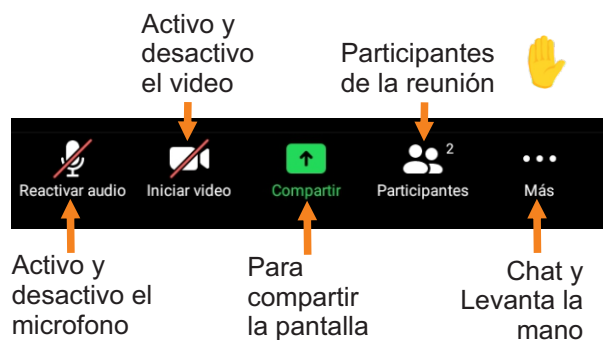 Activo y
desactivo
el video
Participantes
de la reunión
2
Reactivar audio
Iniciar video
Compartir
Participantes
Más
Activo y
desactivo el
microfono
Para
compartir
la pantalla
Chat y
Levanta la
mano